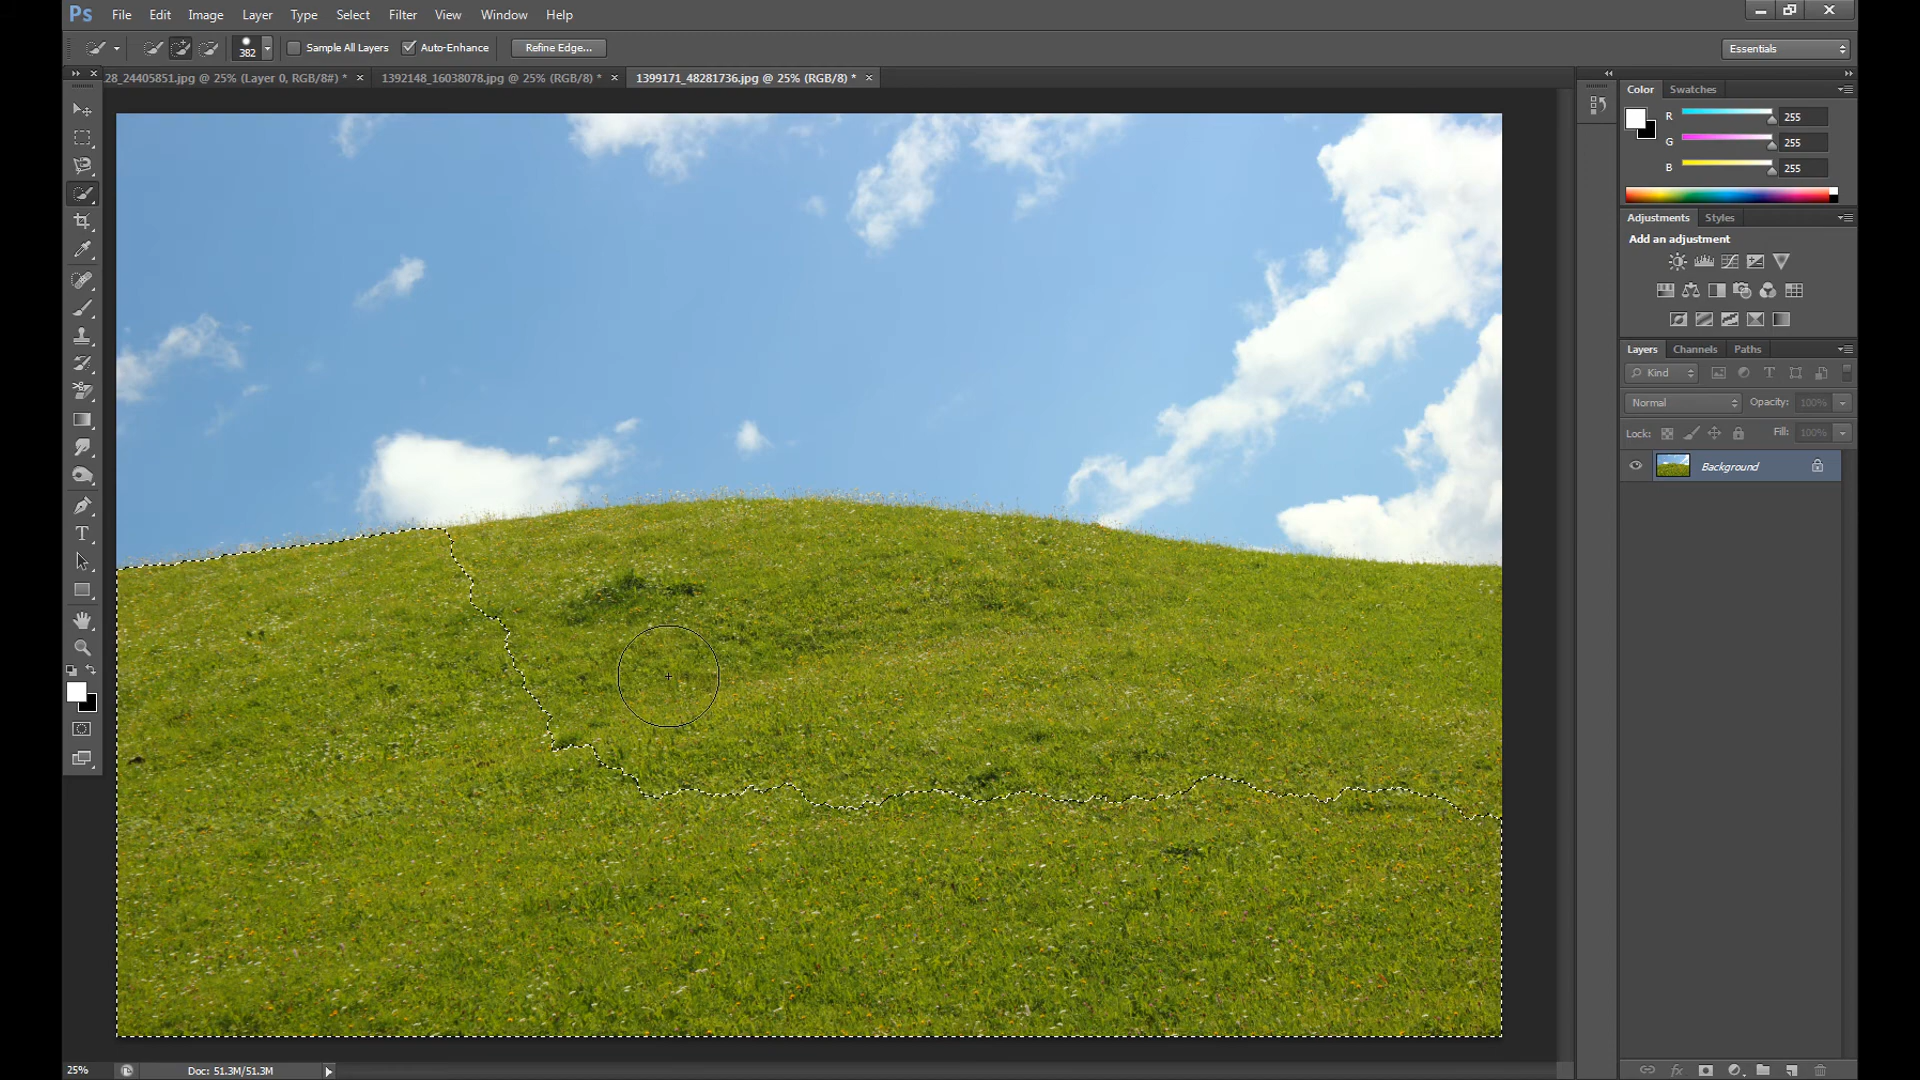 Ps File Edit Image Layer Type Select Filter View Window Help
382 Sample All Layers Auto-Enhance Refine Edge... Essentials
28_24405851.jpg @ 25% (Layer 0, RGB/8#) * × 1392148_16038078.jpg @ 25% (RGB/8) * × 1399171_48281736.jpg @ 25% (RGB/8) * ×
Color Swatches
R 255
G 255
B 255
Adjustments Styles
Add an adjustment
Layers Channels Paths
Kind
Normal Opacity: 100%
Lock: Fill: 100%
Background
25% Doc: 51.3M/51.3M